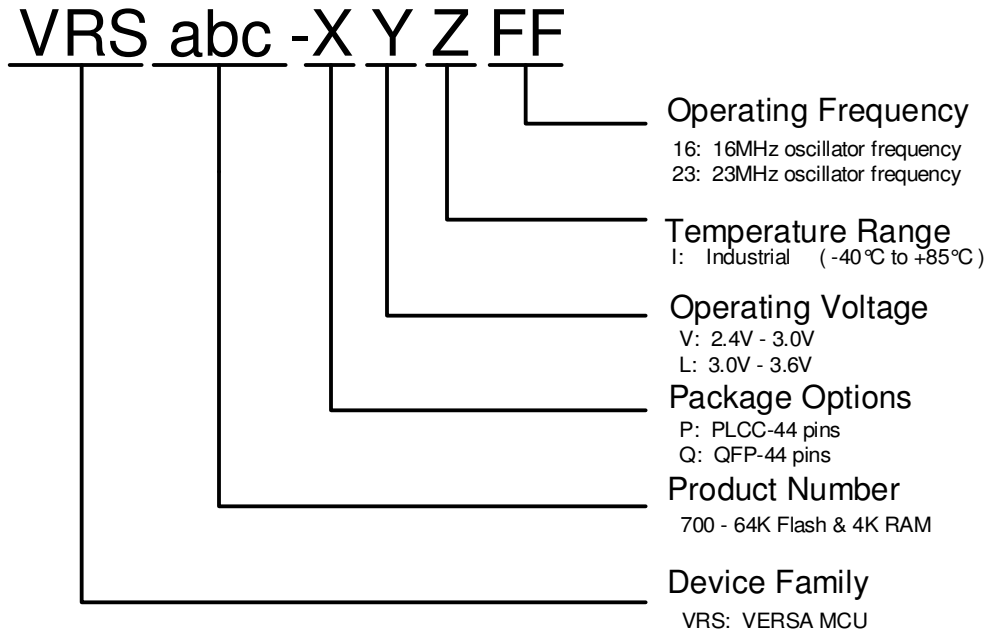 VRS abc -X Y Z FF
Operating Frequency
16: 16MHz oscillator frequency
23: 23MHz oscillator frequency
Temperature Range
I: Industrial ( -40°C to +85°C )
Operating Voltage
V: 2.4V - 3.0V
L: 3.0V - 3.6V
Package Options
P: PLCC-44 pins
Q: QFP-44 pins
Product Number
700 - 64K Flash & 4K RAM
Device Family
VRS: VERSA MCU